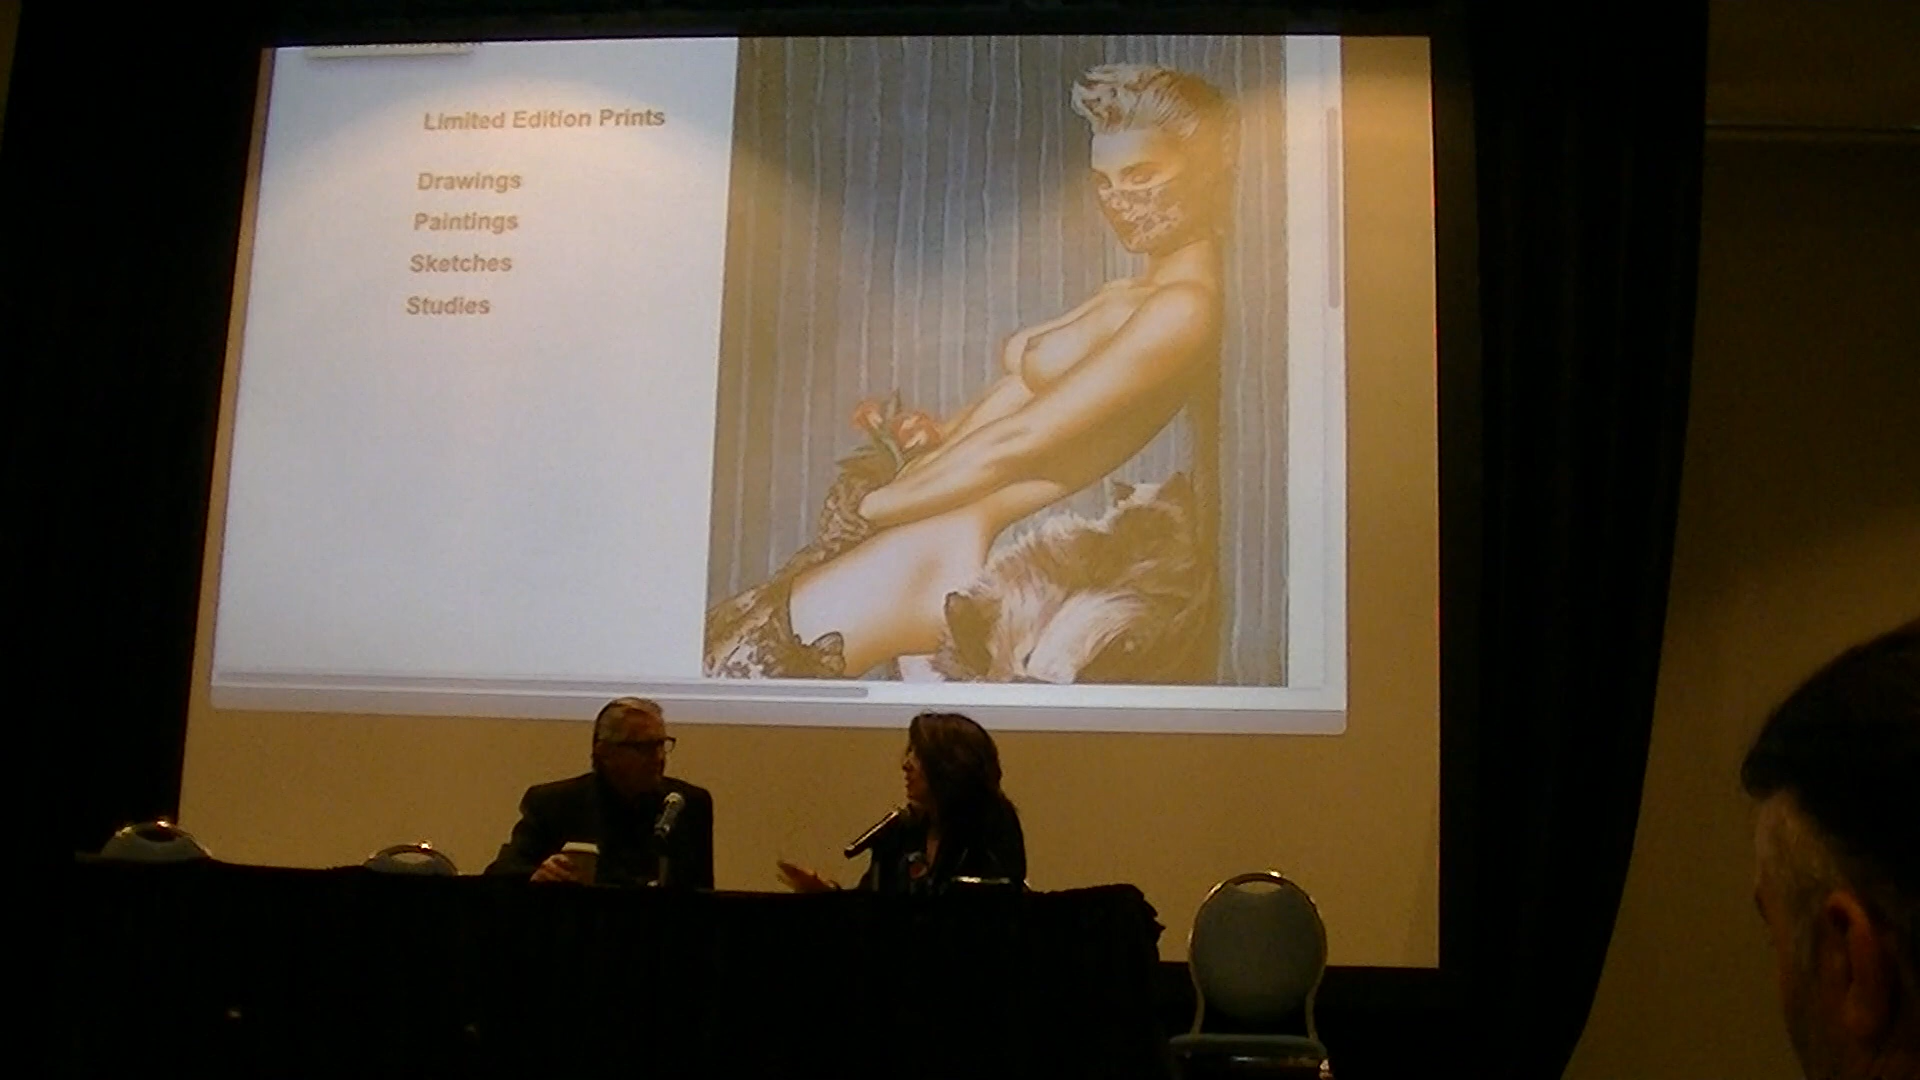 Limited Edition Prints
Drawings
Paintings
Sketches
Studies